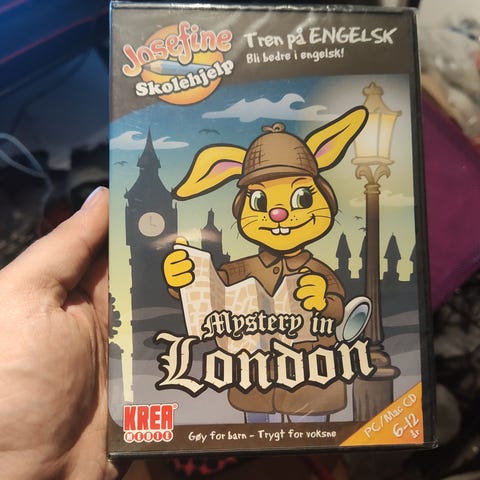 Josefine
Skolehjelp
Tren på ENGELSK
Bli bedre i engelsk!
Mystery in
London
KREA
MEDIE
Gøy for barn - Trygt for voksne
PC/Mac CD
6-12
år